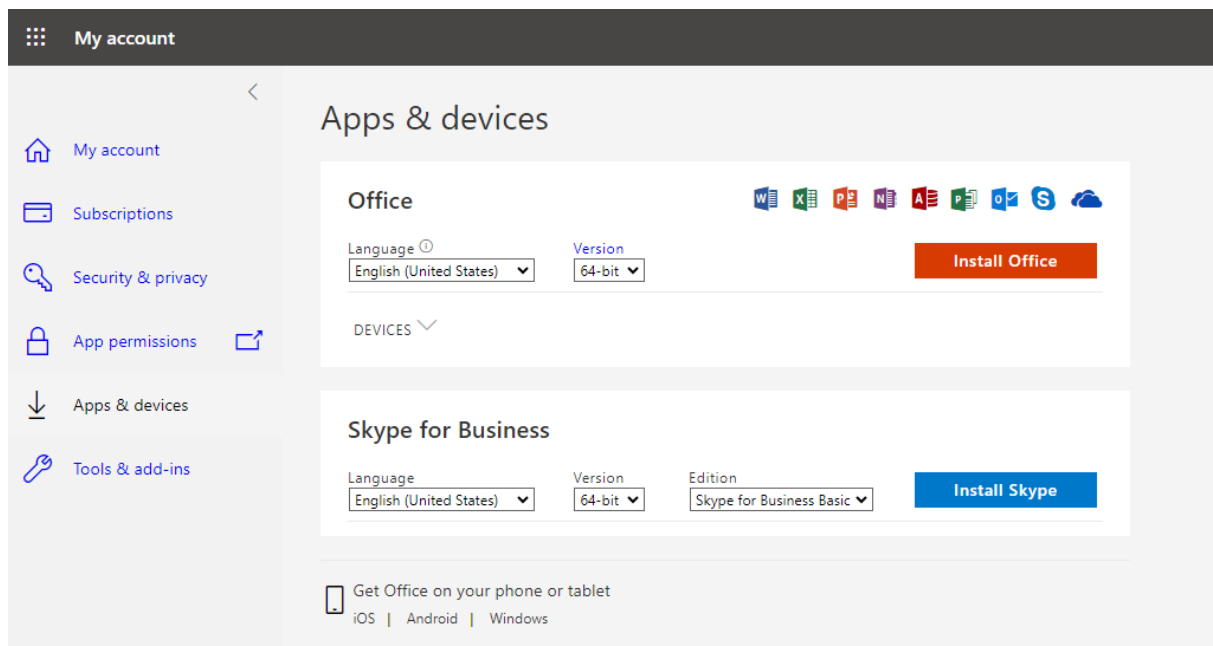 My account
My account
Subscriptions
Security & privacy
App permissions
Apps & devices
Tools & add-ins
Apps & devices
Office
Language Version
English (United States) 64-bit Install Office
DEVICES
Skype for Business
Language Version Edition
English (United States) 64-bit Skype for Business Basic Install Skype
Get Office on your phone or tablet
iOS | Android | Windows